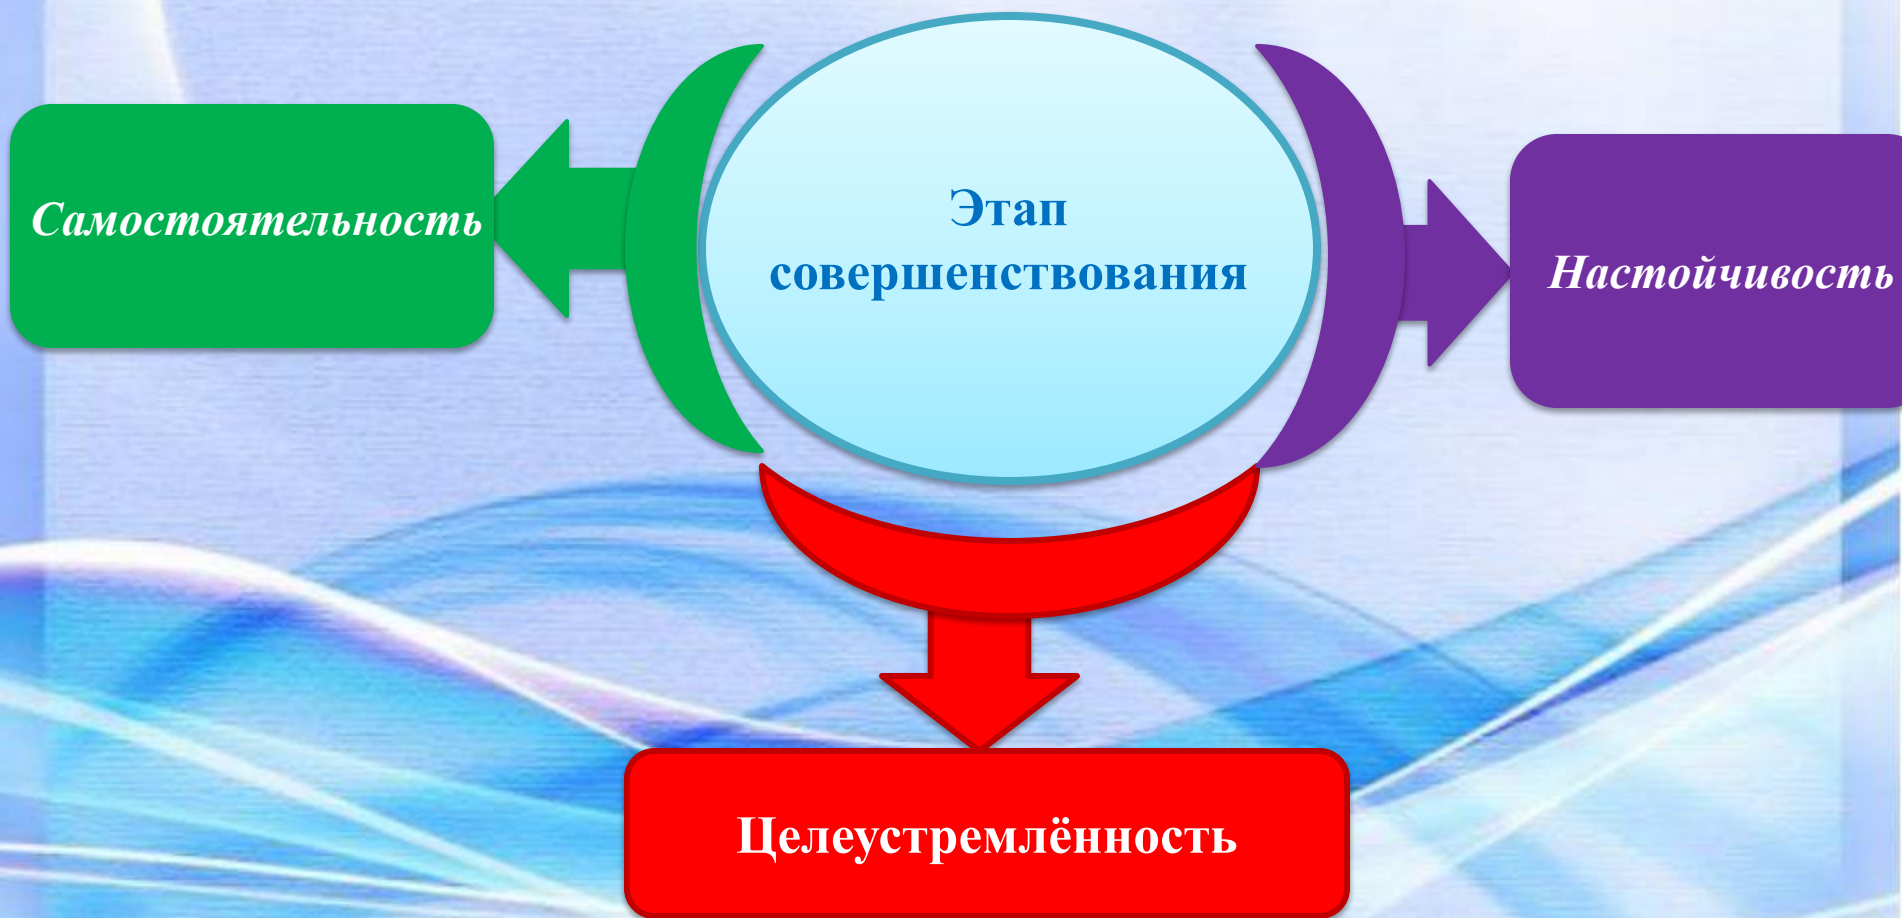 Этап
совершенствования
Самостоятельность
Настойчивость
Целеустремлённость